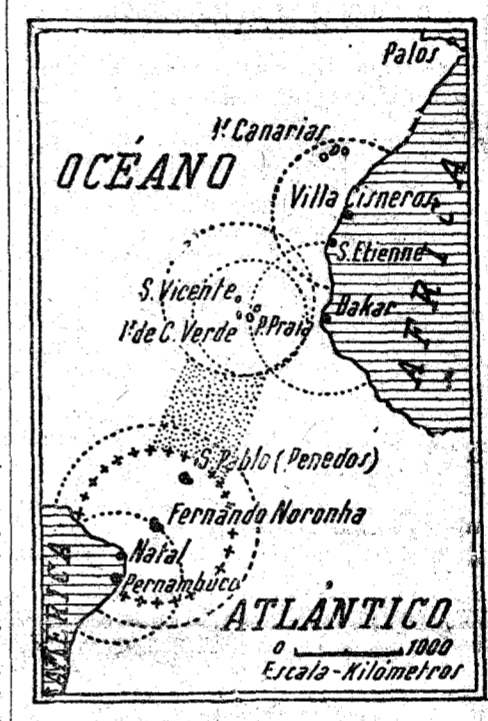 Palos
Iˢ Canarias
OCÉANO
Villa Cisneros
S. Etienne
AFRICA
S. Vicente
Iˢ de C. Verde
P. Praia
Dakar
S. Pablo (Penedos)
Fernando Noronha
Natal
Pernambuco
AMERICA
ATLÁNTICO
0 1000
Escala-Kilómetros